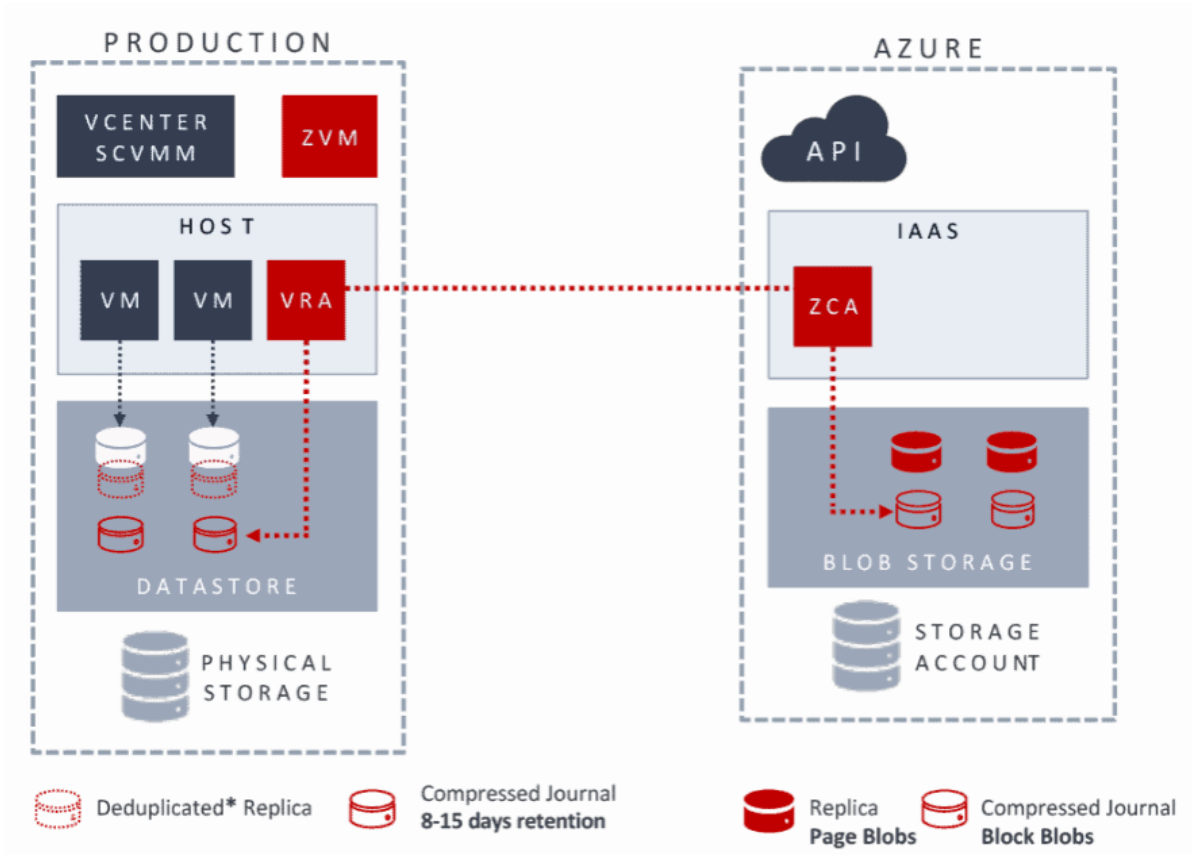 PRODUCTION
VCENTER
SCVMM
ZVM
HOST
VM
VM
VRA
DATASTORE
PHYSICAL
STORAGE
AZURE
API
IAAS
ZCA
BLOB STORAGE
STORAGE
ACCOUNT
Deduplicated* Replica
Compressed Journal
8-15 days retention
Replica
Page Blobs
Compressed Journal
Block Blobs